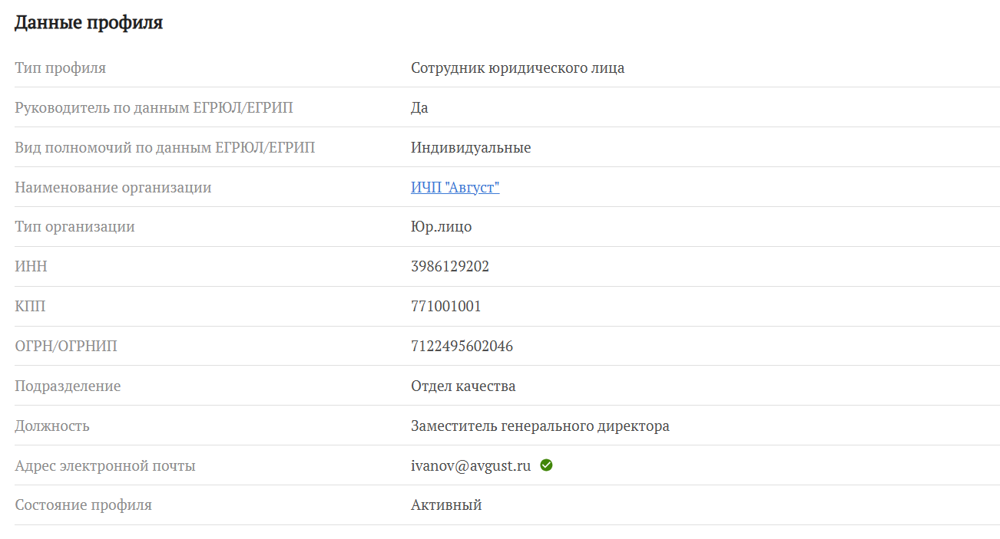 Данные профиля
Тип профиля Сотрудник юридического лица
Руководитель по данным ЕГРЮЛ/ЕГРИП Да
Вид полномочий по данным ЕГРЮЛ/ЕГРИП Индивидуальные
Наименование организации ИЧП "Август"
Тип организации Юр.лицо
ИНН 3986129202
КПП 771001001
ОГРН/ОГРНИП 7122495602046
Подразделение Отдел качества
Должность Заместитель генерального директора
Адрес электронной почты ivanov@avgust.ru
Состояние профиля Активный